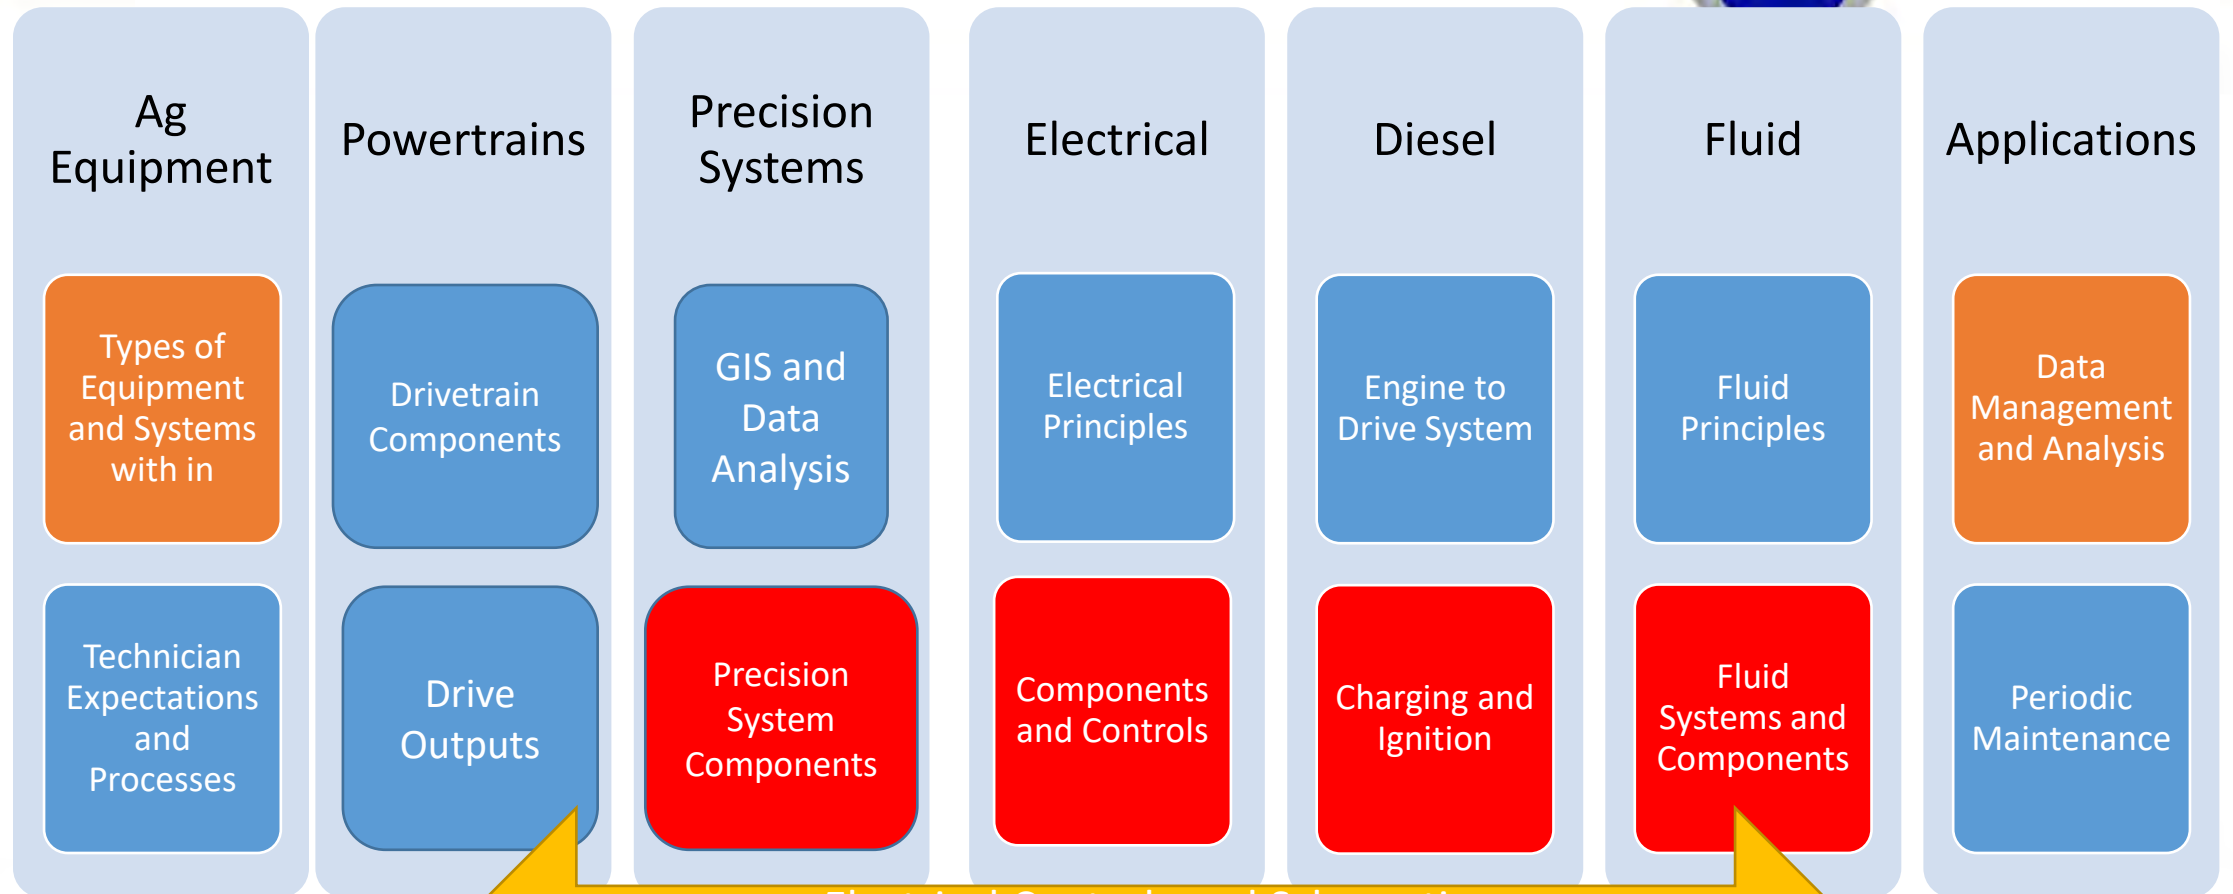 Ag
Equipment
Types of
Equipment
and Systems
with in
Technician
Expectations
and
Processes
Powertrains
Drivetrain
Components
Drive
Outputs
Precision
Systems
GIS and
Data
Analysis
Precision
System
Components
Electrical
Electrical
Principles
Components
and Controls
Diesel
Engine to
Drive System
Charging and
Ignition
Fluid
Fluid
Principles
Fluid
Systems and
Components
Applications
Data
Management
and Analysis
Periodic
Maintenance